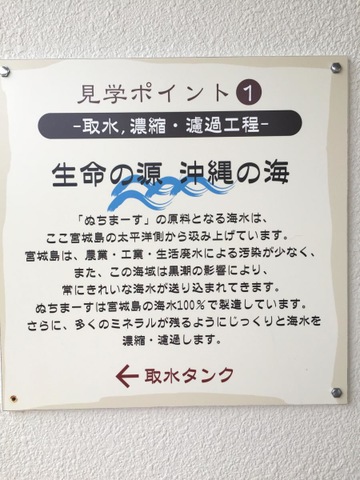 見学ポイント1
-取水,濃縮・濾過工程-
生命の源 沖縄の海
「ぬちまーす」の原料となる海水は、
ここ宮城島の太平洋側から汲み上げています。
宮城島は、農業・工業・生活廃水による汚染が少なく、
また、この海域は黒潮の影響により、
常にきれいな海水が送り込まれてきます。
ぬちまーすは宮城島の海水100%で製造しています。
さらに、多くのミネラルが残るようにじっくりと海水を
濃縮・濾過します。
←取水タンク